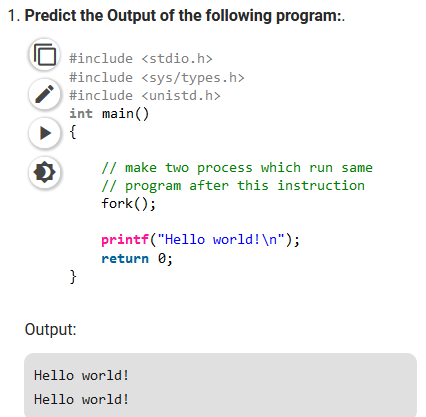 1. Predict the Output of the following program:.
#include <stdio.h>
#include <sys/types.h>
#include <unistd.h>
int main()
{
// make two process which run same
// program after this instruction
fork();
printf("Hello world!\n");
return 0;
}
Output:
Hello world!
Hello world!